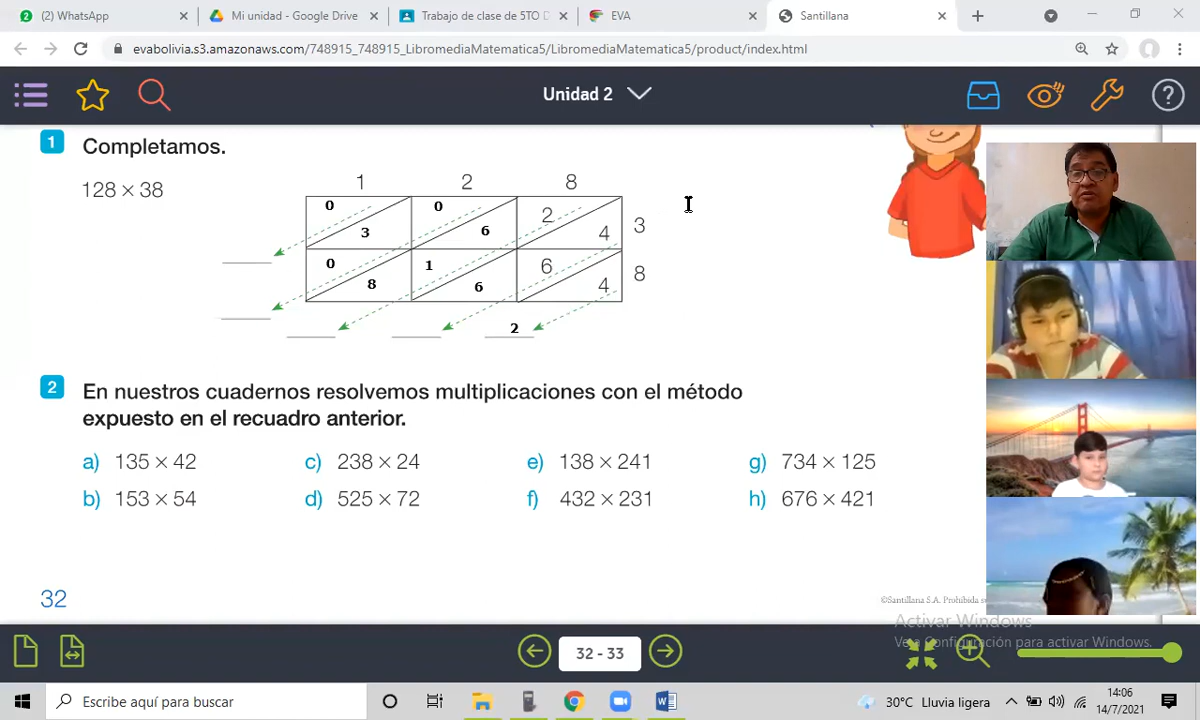 (2) WhatsApp
Mi unidad - Google Drive
Trabajo de clase de 5TO D
EVA
Santillana
evabolivia.s3.amazonaws.com/748915_748915_LibromediaMatematica5/LibromediaMatematica5/product/index.html
Unidad 2
1 Completamos.
128 × 38
1 2 8
0 3 0 6 2 4 3
0 8 1 6 6 4 8
2
2 En nuestros cuadernos resolvemos multiplicaciones con el método
expuesto en el recuadro anterior.
a) 135 × 42 c) 238 × 24 e) 138 × 241 g) 734 × 125
b) 153 × 54 d) 525 × 72 f) 432 × 231 h) 676 × 421
32
©Santillana S.A. Prohibida
Activar Windows
Ve a Configuración para activar Windows.
32 - 33
Escribe aquí para buscar
30°C Lluvia ligera
14:06
14/7/2021